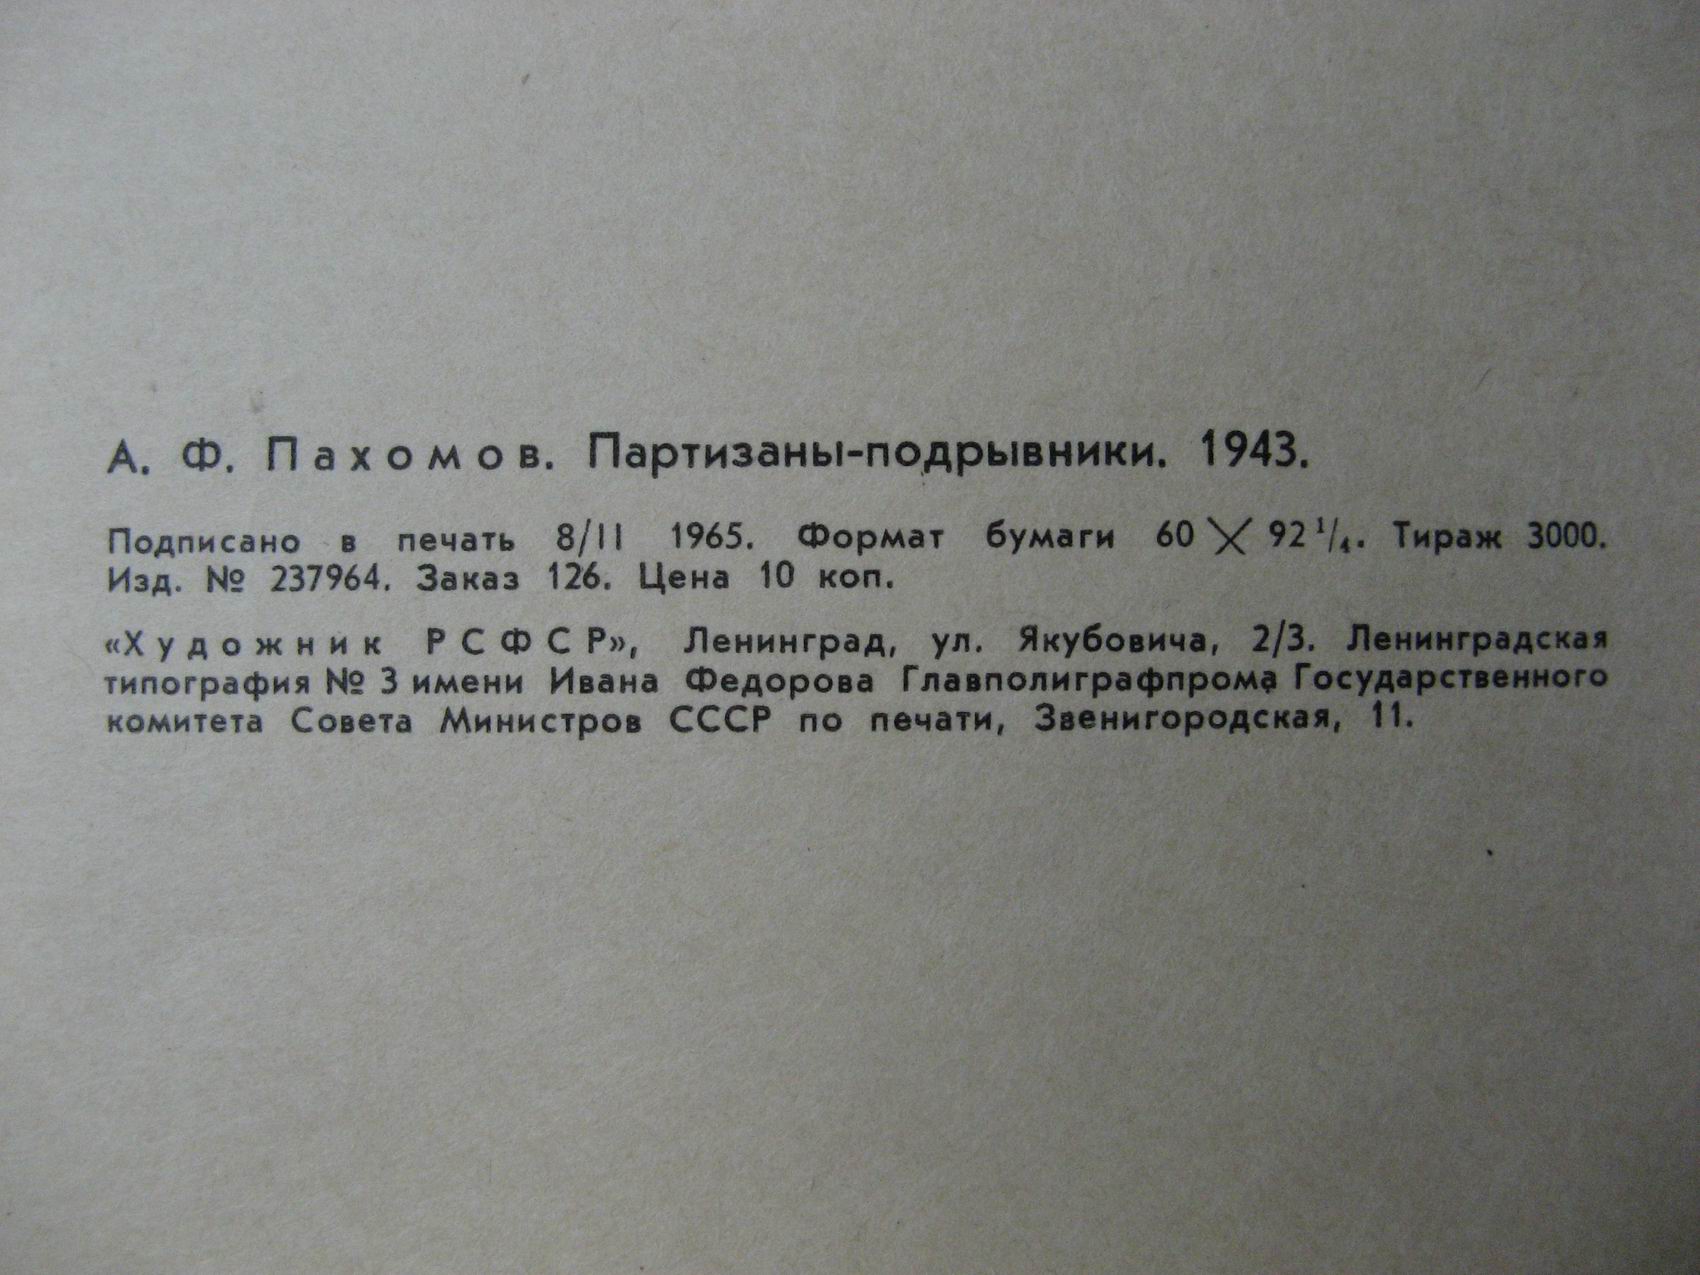 А. Ф. Пахомов. Партизаны-подрывники. 1943.
Подписано в печать 8/II 1965. Формат бумаги 60 × 92 ¹/₄. Тираж 3000.
Изд. № 237964. Заказ 126. Цена 10 коп.
«Художник РСФСР», Ленинград, ул. Якубовича, 2/3. Ленинградская
типография № 3 имени Ивана Федорова Главполиграфпрома Государственного
комитета Совета Министров СССР по печати, Звенигородская, 11.